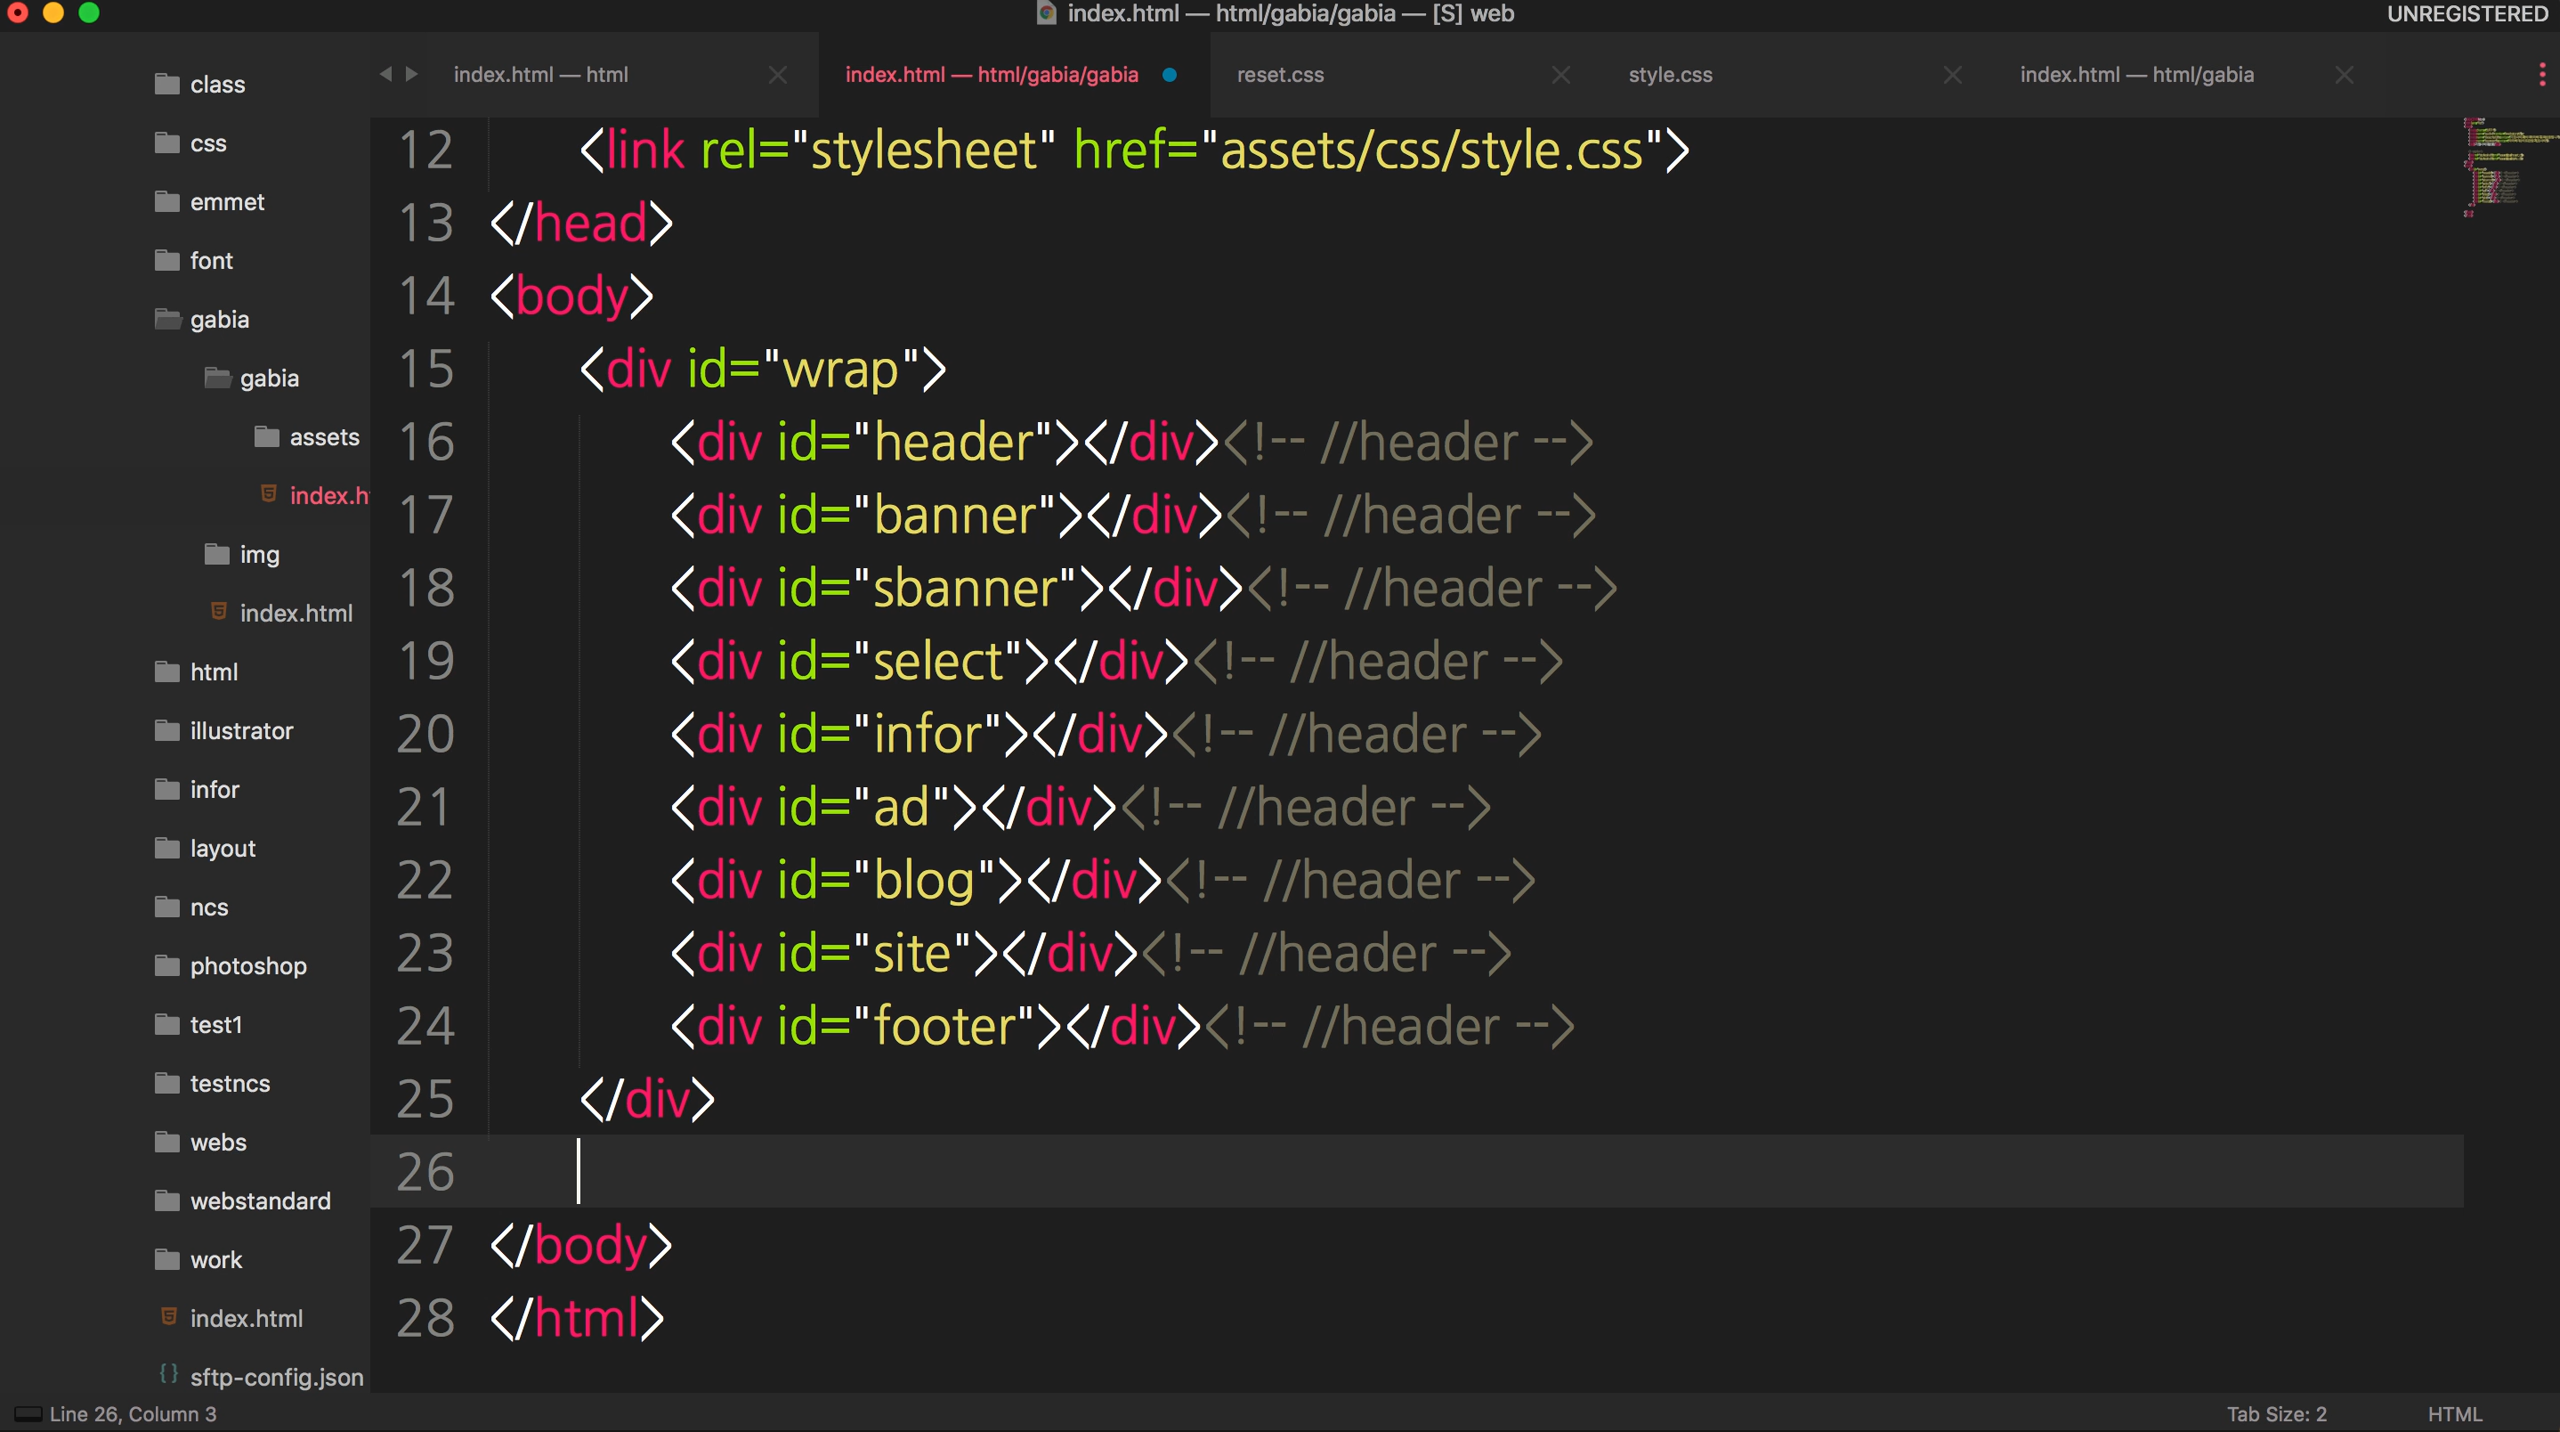 index.html — html/gabia/gabia — [S] web
UNREGISTERED
index.html — html
index.html — html/gabia/gabia
reset.css
style.css
index.html — html/gabia
class
css
emmet
font
gabia
gabia
assets
index.h
img
index.html
html
illustrator
infor
layout
ncs
photoshop
test1
testncs
webs
webstandard
work
index.html
{} sftp-config.json
12 <link rel="stylesheet" href="assets/css/style.css">
13 </head>
14 <body>
15 <div id="wrap">
16 <div id="header"></div><!-- //header -->
17 <div id="banner"></div><!-- //header -->
18 <div id="sbanner"></div><!-- //header -->
19 <div id="select"></div><!-- //header -->
20 <div id="infor"></div><!-- //header -->
21 <div id="ad"></div><!-- //header -->
22 <div id="blog"></div><!-- //header -->
23 <div id="site"></div><!-- //header -->
24 <div id="footer"></div><!-- //header -->
25 </div>
26
27 </body>
28 </html>
Line 26, Column 3
Tab Size: 2
HTML